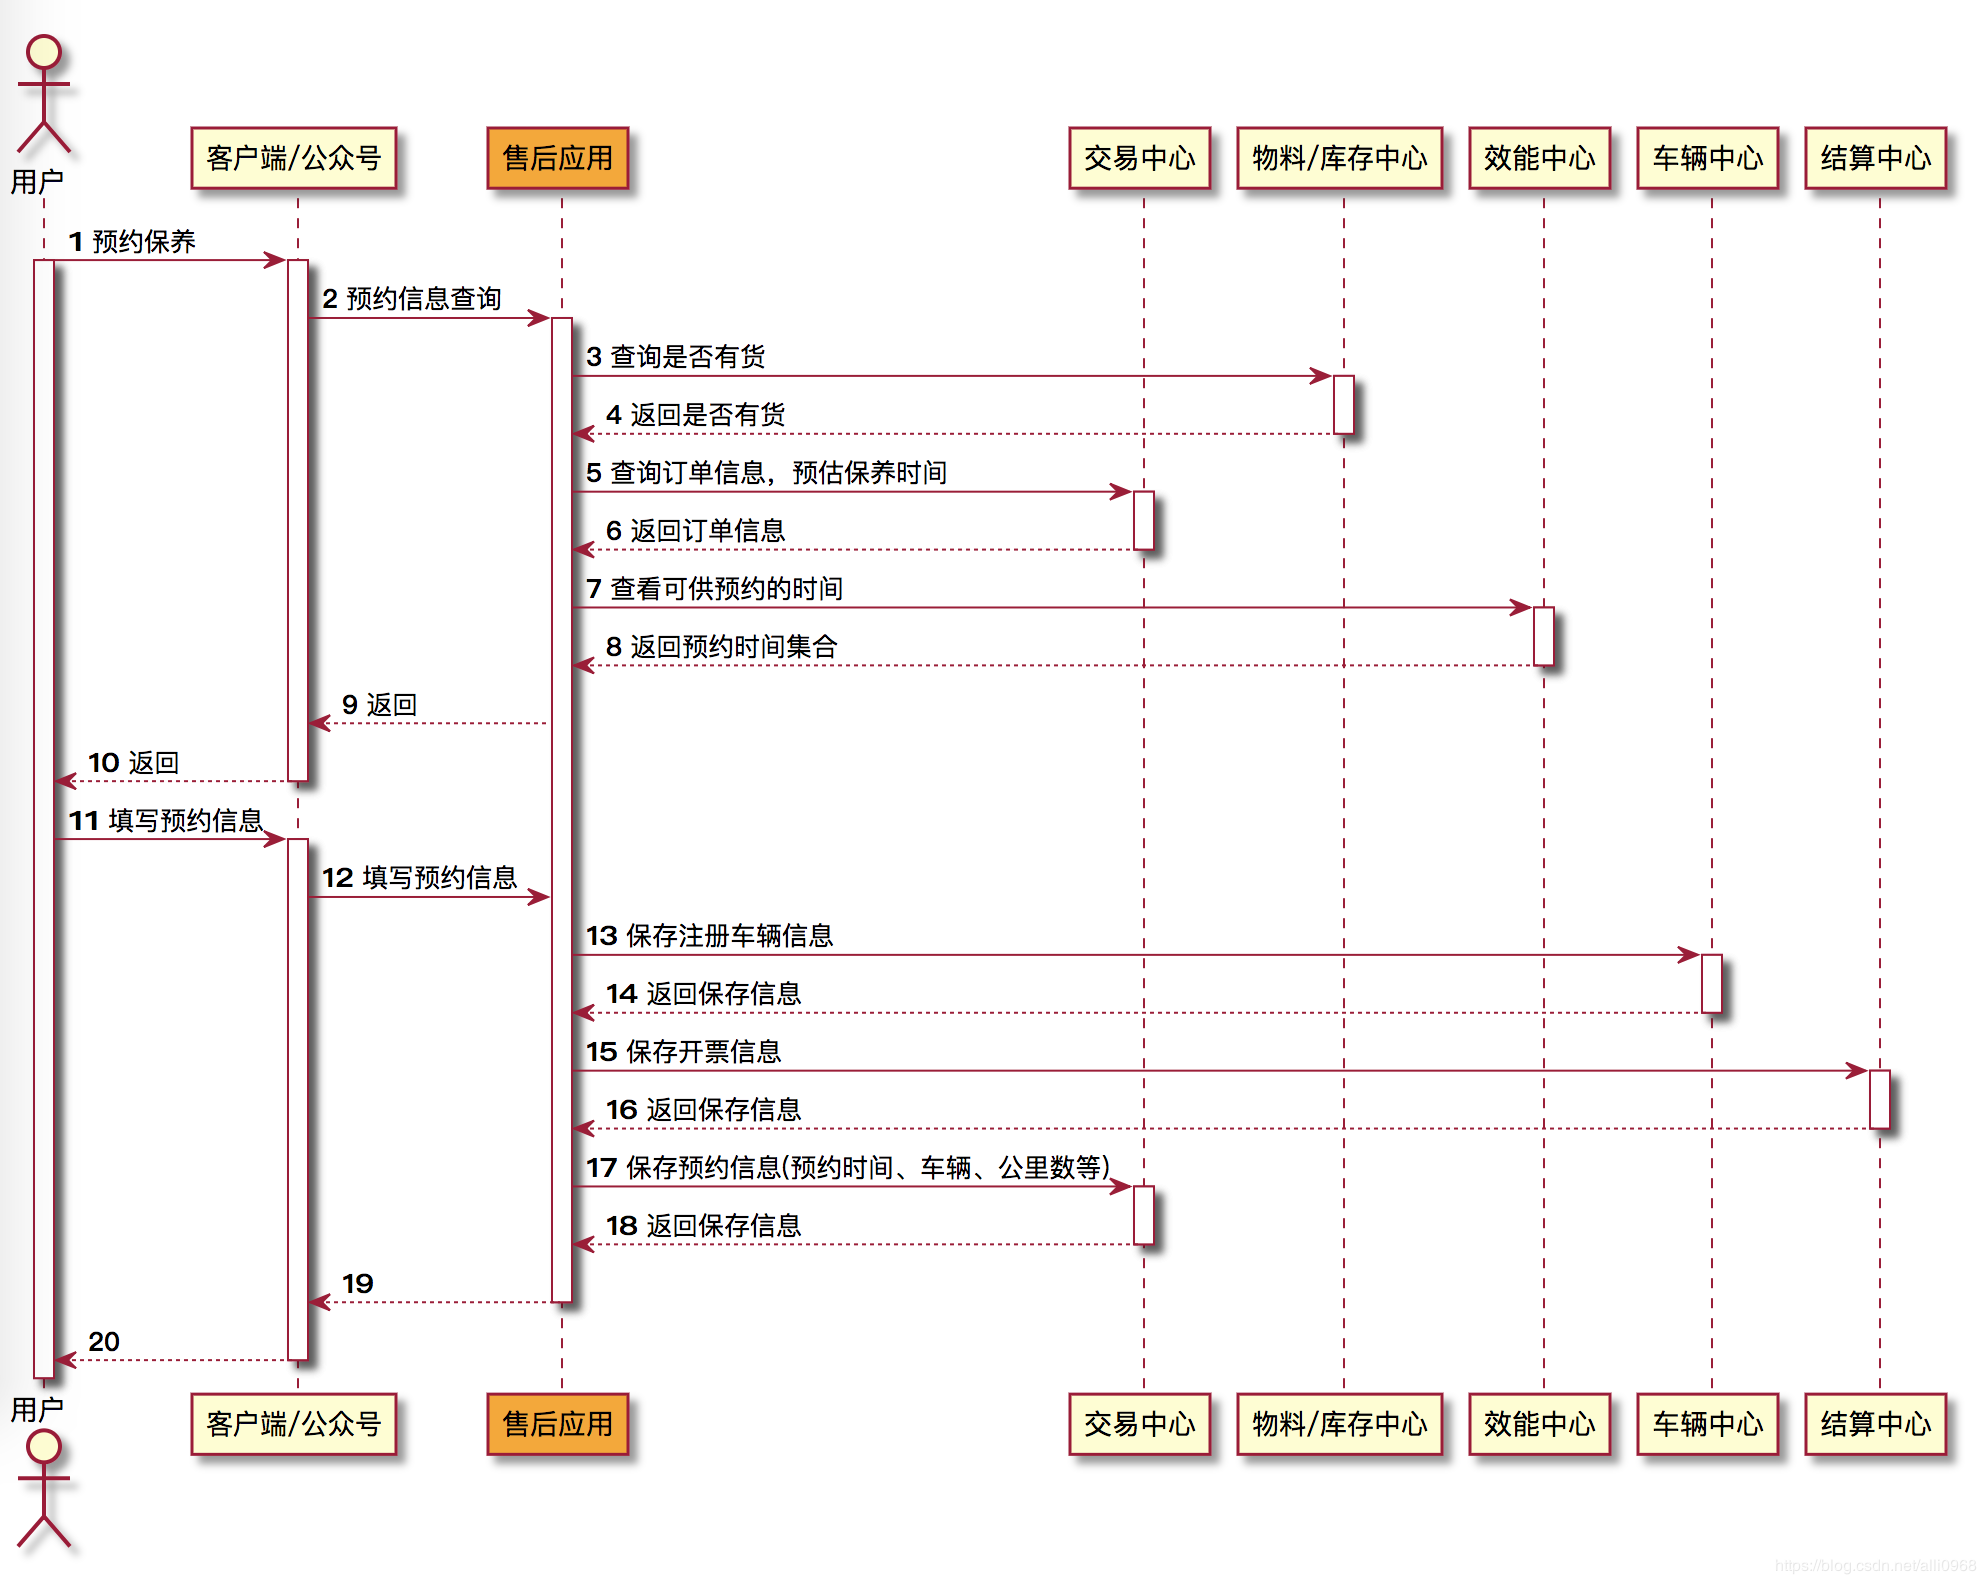 用户
客户端/公众号
售后应用
交易中心
物料/库存中心
效能中心
车辆中心
结算中心
1 预约保养
2 预约信息查询
3 查询是否有货
4 返回是否有货
5 查询订单信息，预估保养时间
6 返回订单信息
7 查看可供预约的时间
8 返回预约时间集合
9 返回
10 返回
11 填写预约信息
12 填写预约信息
13 保存注册车辆信息
14 返回保存信息
15 保存开票信息
16 返回保存信息
17 保存预约信息(预约时间、车辆、公里数等)
18 返回保存信息
19
20
用户
客户端/公众号
售后应用
交易中心
物料/库存中心
效能中心
车辆中心
结算中心
https://blog.csdn.net/alli0968